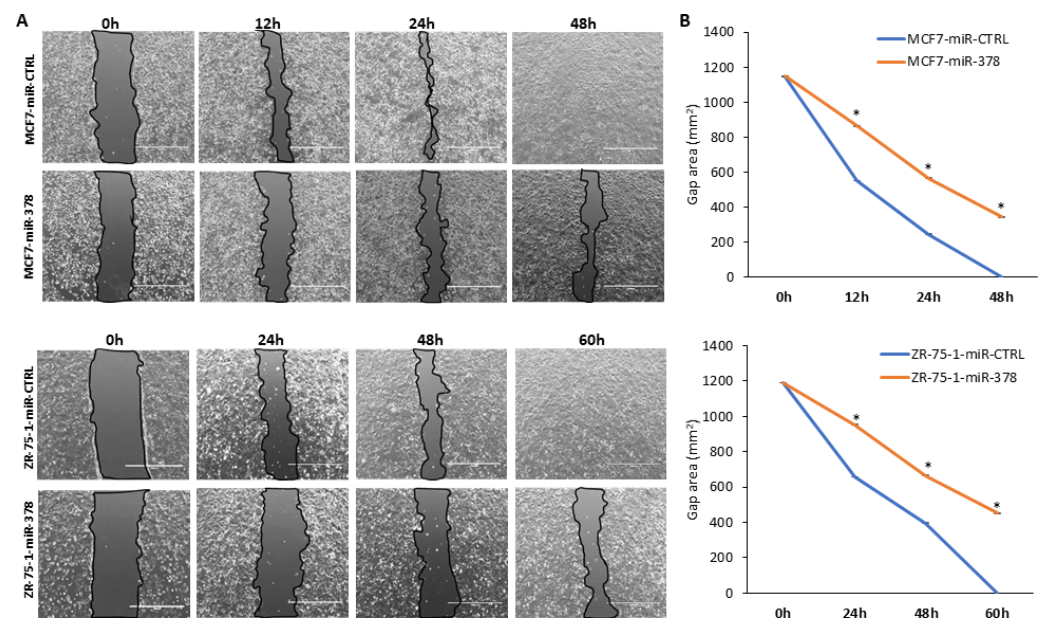 A
0h 12h 24h 48h
MCF7-miR-CTRL
MCF7-miR-378
0h 24h 48h 60h
ZR-75-1-miR-CTRL
ZR-75-1-miR-378
B
MCF7-miR-CTRL
MCF7-miR-378
Gap area (mm²)
1400
1200
1000
800
600
400
200
0
* * *
0h 12h 24h 48h
ZR-75-1-miR-CTRL
ZR-75-1-miR-378
Gap area (mm²)
1400
1200
1000
800
600
400
200
0
* * *
0h 24h 48h 60h